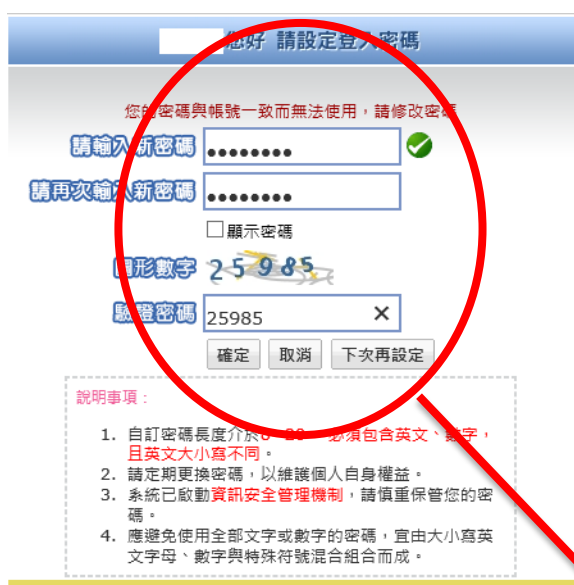 您好 請設定登入密碼
您的密碼與帳號一致而無法使用，請修改密碼
請輸入新密碼 ●●●●●●●●
請再次輸入新密碼 ●●●●●●●●
顯示密碼
圖形數字 25985
驗證密碼 25985 ×
確定 取消 下次再設定
說明事項：
1. 自訂密碼長度介於 必須包含英文、數字，
且英文大小寫不同。
2. 請定期更換密碼，以維護個人自身權益。
3. 系統已啟動資訊安全管理機制，請慎重保管您的密
碼。
4. 應避免使用全部文字或數字的密碼，宜由大小寫英
文字母、數字與特殊符號混合組合而成。